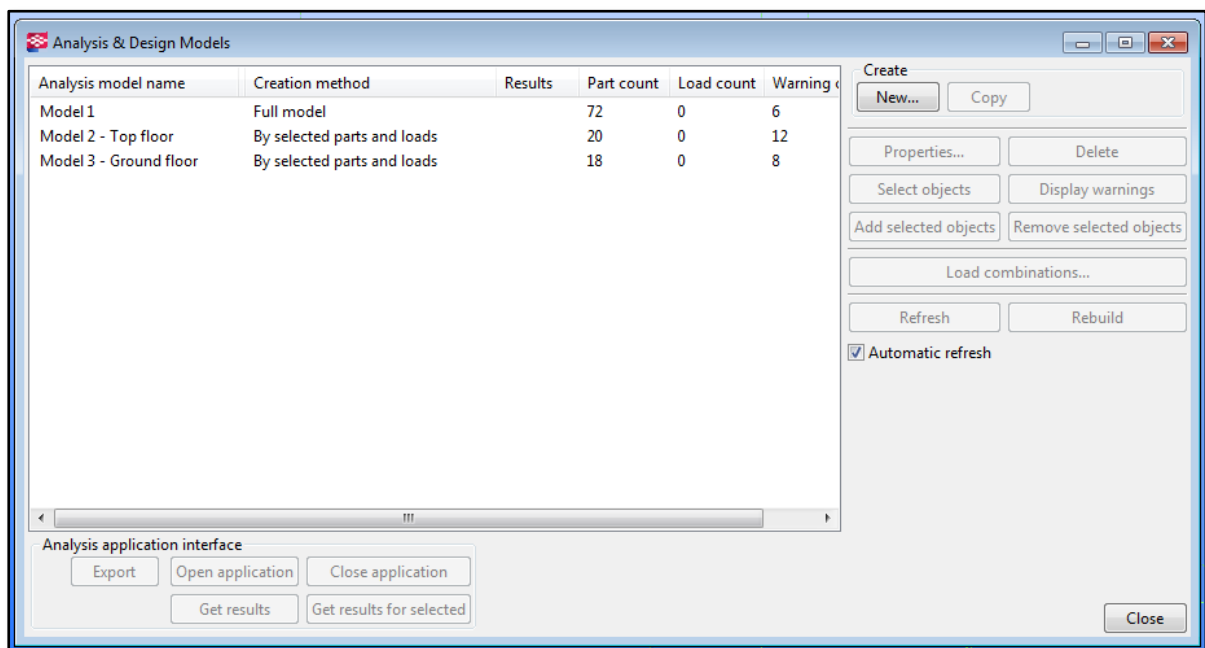 Analysis & Design Models
Analysis model name Creation method Results Part count Load count Warning
Model 1 Full model 72 0 6
Model 2 - Top floor By selected parts and loads 20 0 12
Model 3 - Ground floor By selected parts and loads 18 0 8
Create
New... Copy
Properties... Delete
Select objects Display warnings
Add selected objects Remove selected objects
Load combinations...
Refresh Rebuild
Automatic refresh
Analysis application interface
Export Open application Close application
Get results Get results for selected
Close